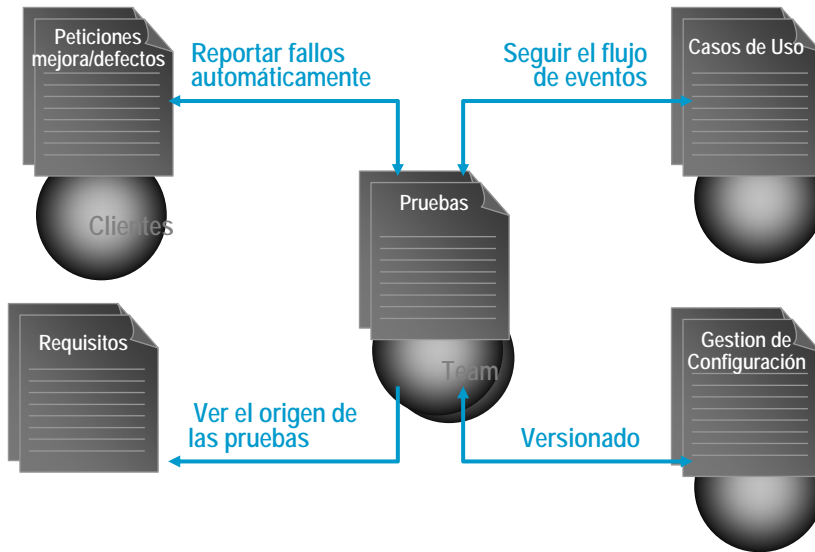 Peticiones
mejora/defectos
Reportar fallos
automáticamente
Seguir el flujo
de eventos
Casos de Uso
Clientes
Pruebas
Requisitos
Team
Gestion de
Configuración
Ver el origen de
las pruebas
Versionado